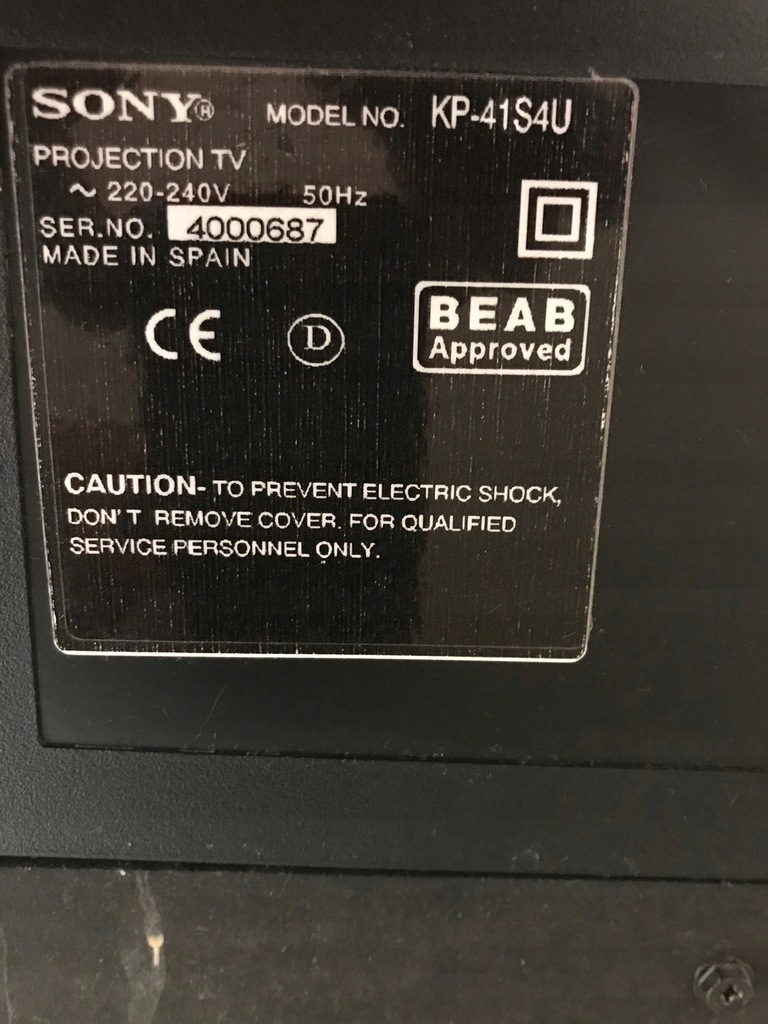 SONY® MODEL NO. KP-41S4U
PROJECTION TV
~ 220-240V 50Hz
SER.NO. 4000687
MADE IN SPAIN
CE D BEAB
Approved
CAUTION- TO PREVENT ELECTRIC SHOCK,
DON'T REMOVE COVER. FOR QUALIFIED
SERVICE PERSONNEL ONLY.